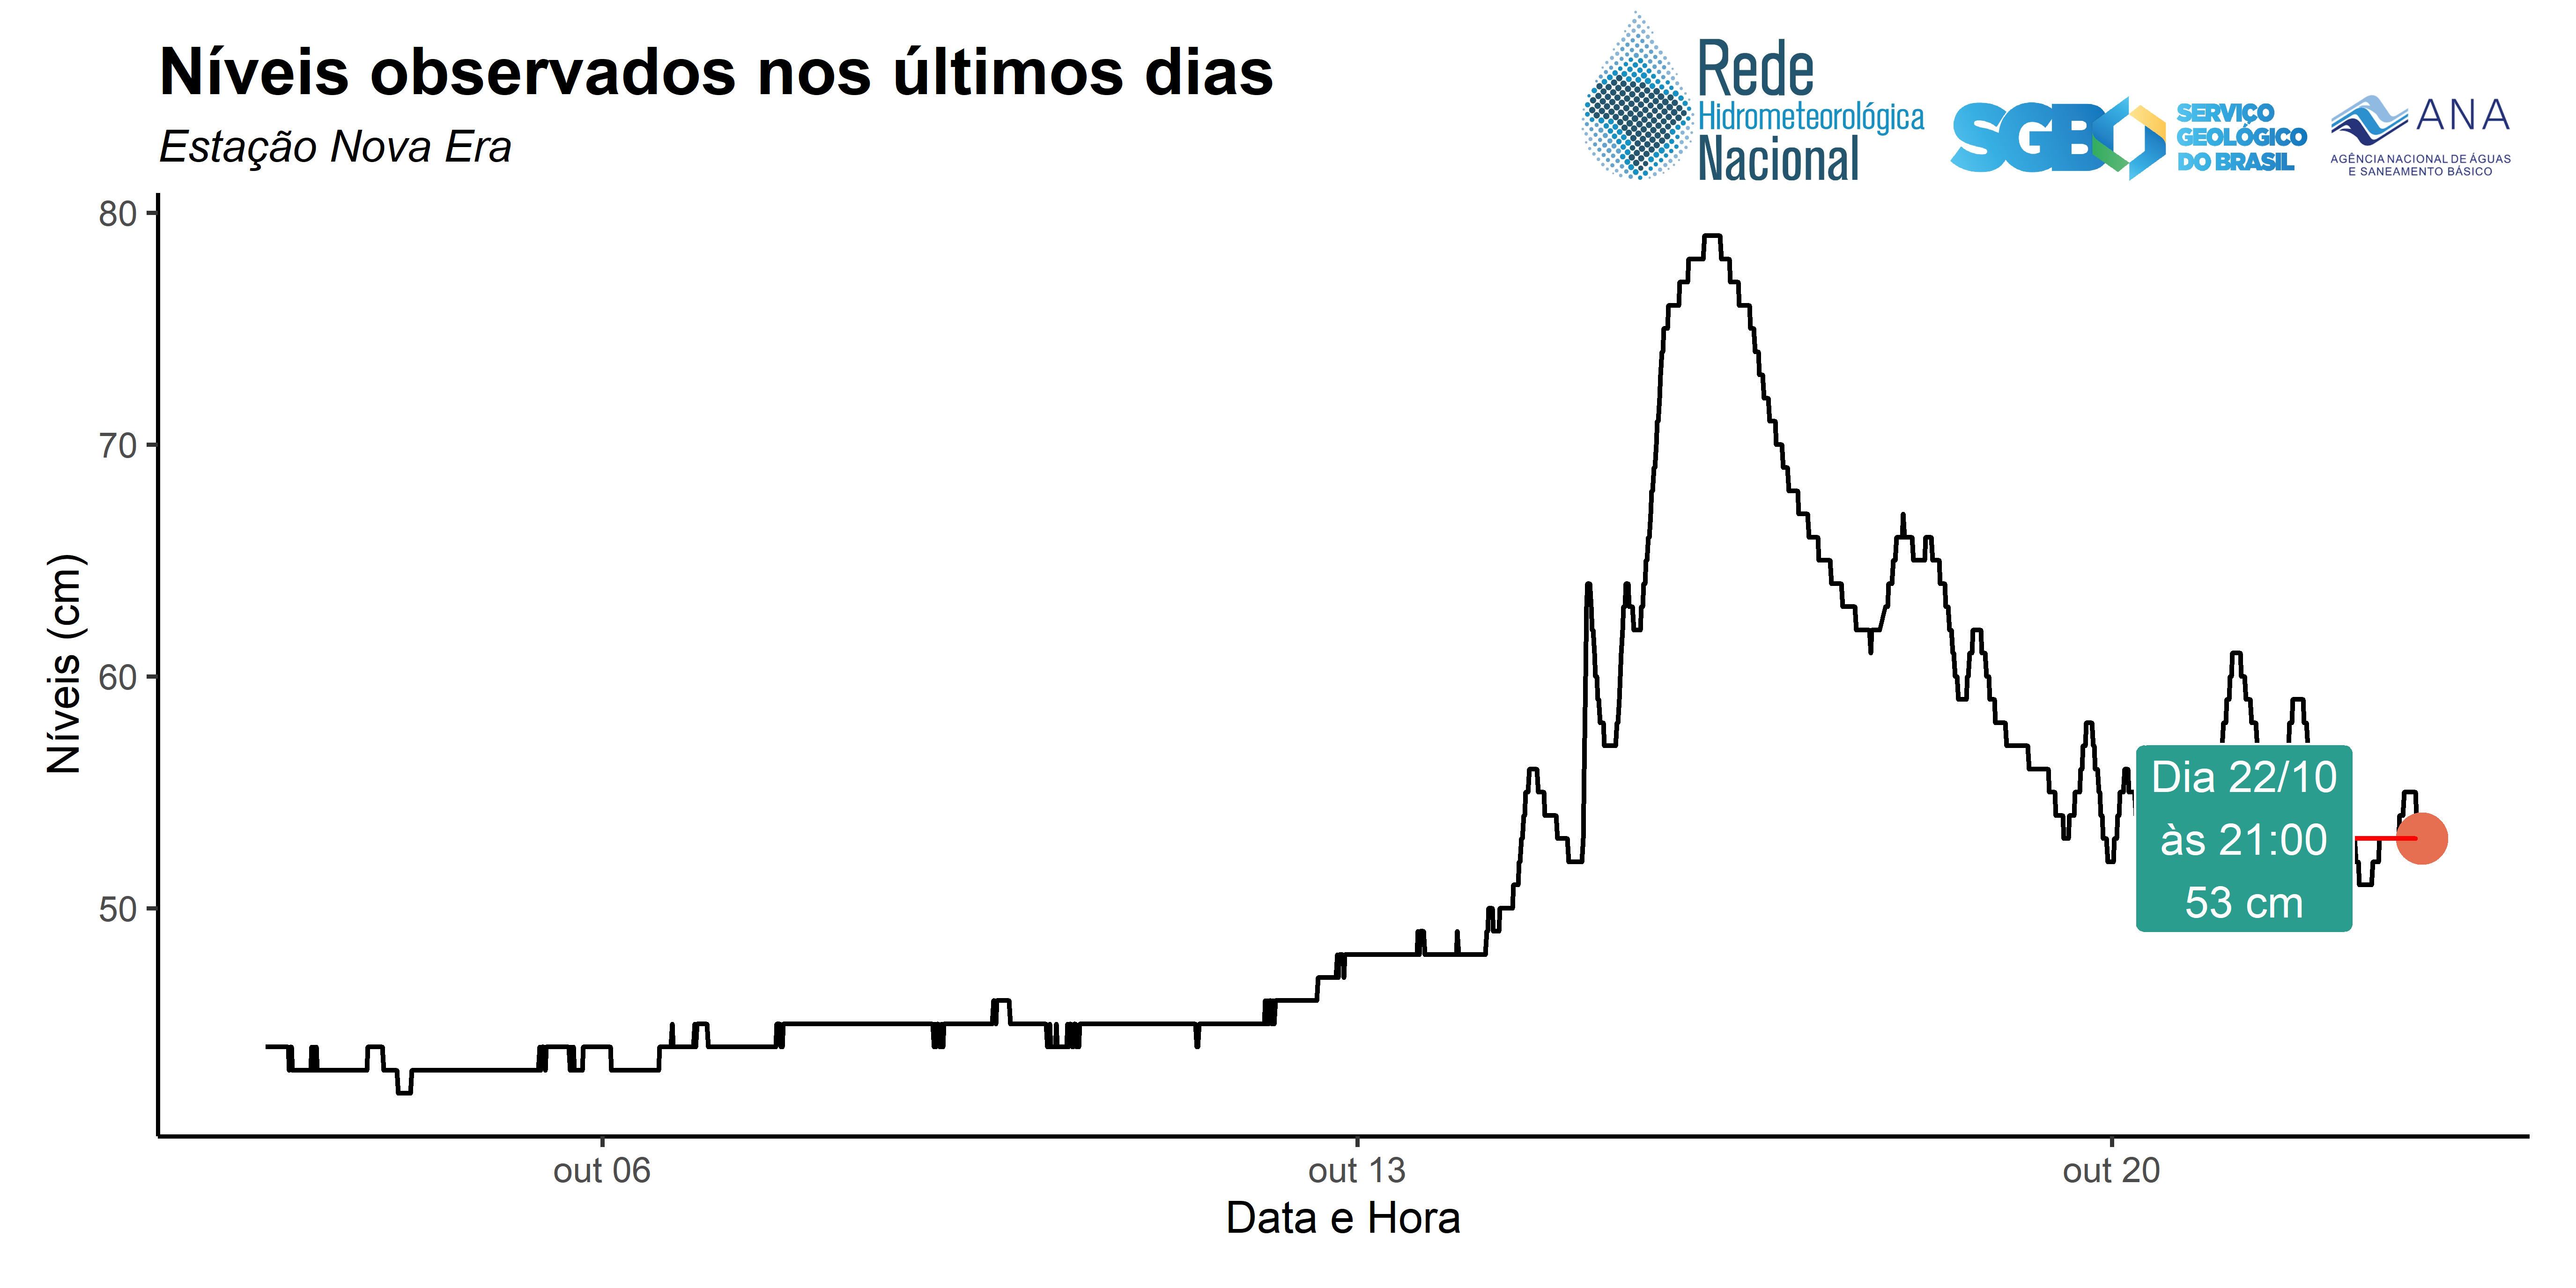 Níveis observados nos últimos dias
Estação Nova Era
Rede
Hidrometeorológica
Nacional
SGB
SERVIÇO
GEOLÓGICO
DO BRASIL
ANA
AGÊNCIA NACIONAL DE ÁGUAS
E SANEAMENTO BÁSICO
80
70
60
50
Níveis (cm)
Dia 22/10
às 21:00
53 cm
out 06
out 13
out 20
Data e Hora